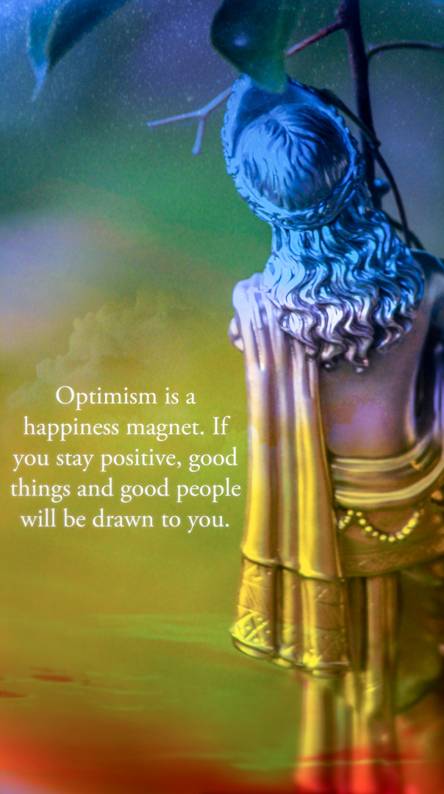 Optimism is a
happiness magnet. If
you stay positive, good
things and good people
will be drawn to you.